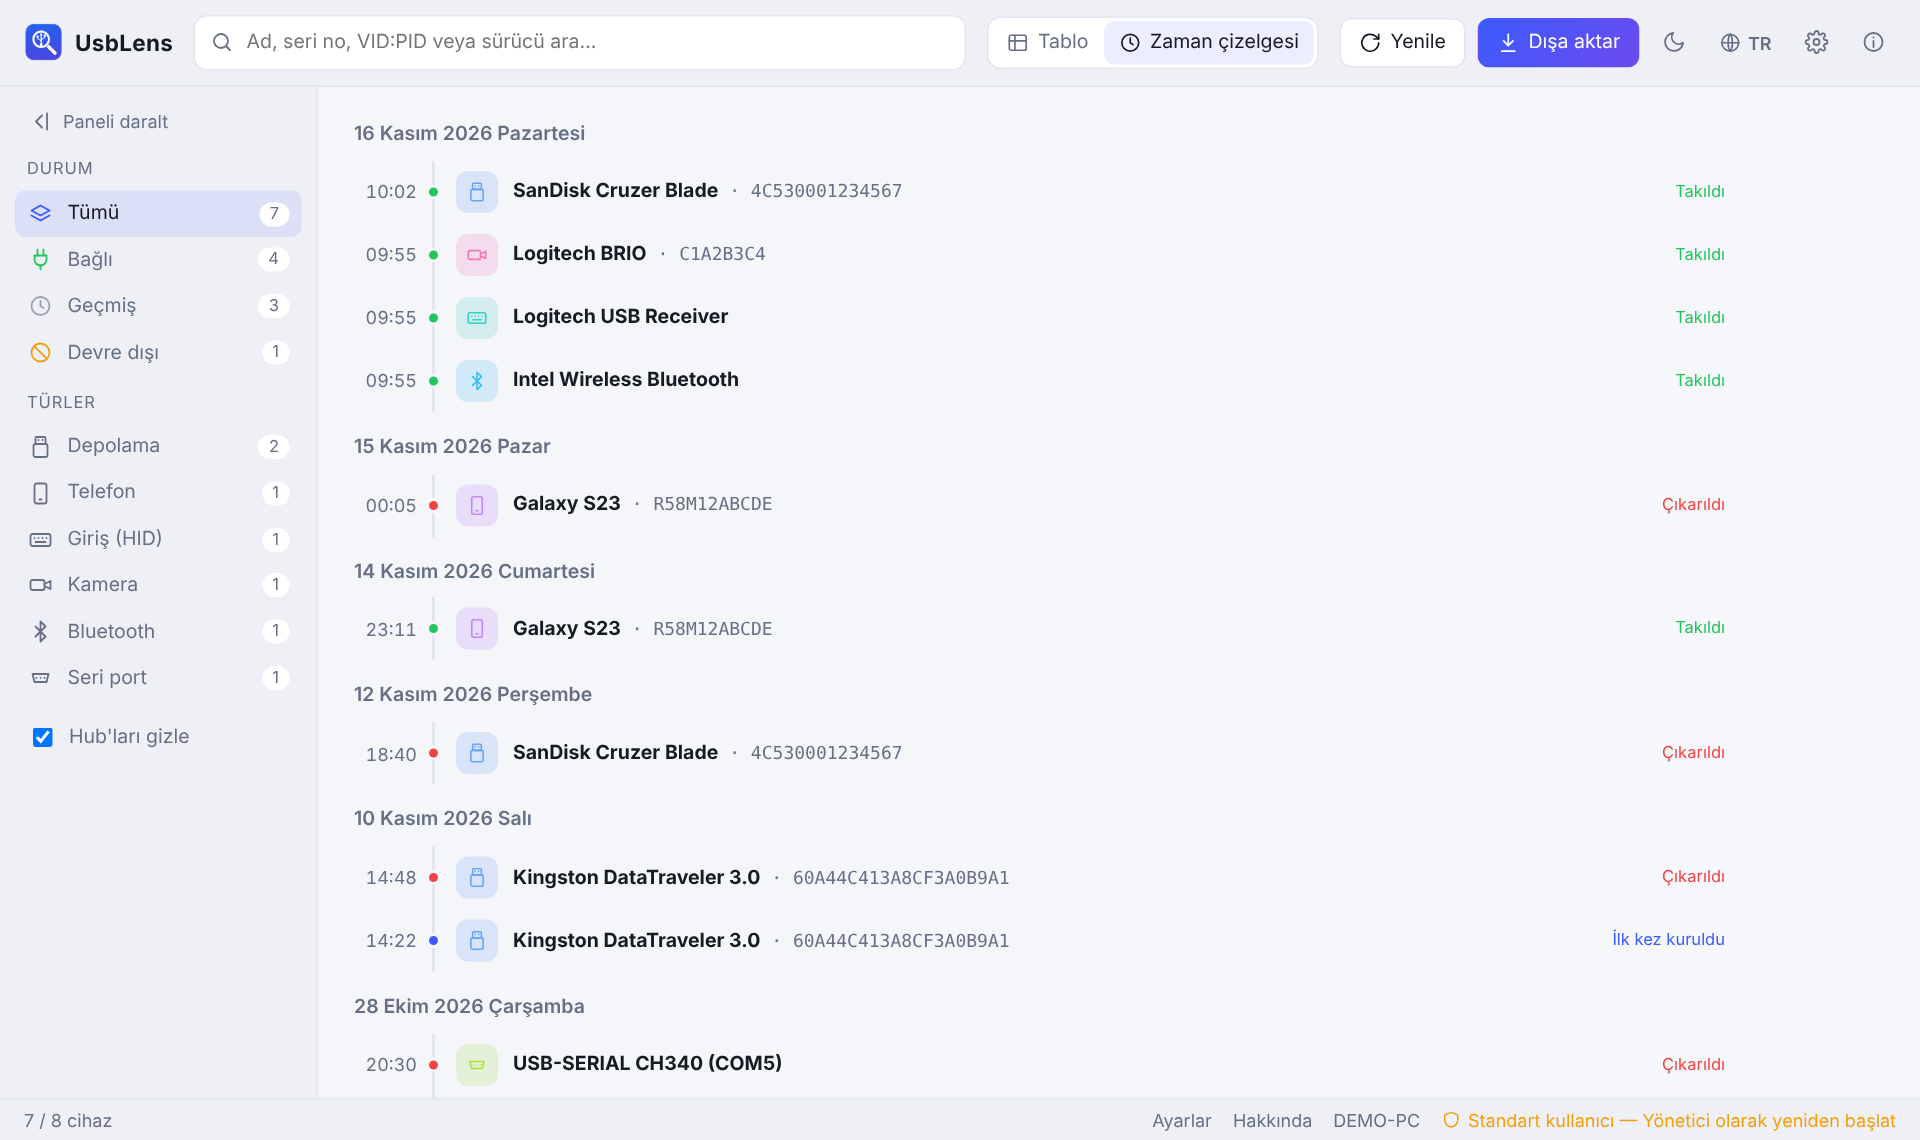 UsbLens
Ad, seri no, VID:PID veya sürücü ara...
Tablo
Zaman çizelgesi
Yenile
Dışa aktar
TR
Paneli daralt
DURUM
Tümü 7
Bağlı 4
Geçmiş 3
Devre dışı 1
TÜRLER
Depolama 2
Telefon 1
Giriş (HID) 1
Kamera 1
Bluetooth 1
Seri port 1
Hub'ları gizle
16 Kasım 2026 Pazartesi
10:02 SanDisk Cruzer Blade · 4C530001234567 Takıldı
09:55 Logitech BRIO · C1A2B3C4 Takıldı
09:55 Logitech USB Receiver Takıldı
09:55 Intel Wireless Bluetooth Takıldı
15 Kasım 2026 Pazar
00:05 Galaxy S23 · R58M12ABCDE Çıkarıldı
14 Kasım 2026 Cumartesi
23:11 Galaxy S23 · R58M12ABCDE Takıldı
12 Kasım 2026 Perşembe
18:40 SanDisk Cruzer Blade · 4C530001234567 Çıkarıldı
10 Kasım 2026 Salı
14:48 Kingston DataTraveler 3.0 · 60A44C413A8CF3A0B9A1 Çıkarıldı
14:22 Kingston DataTraveler 3.0 · 60A44C413A8CF3A0B9A1 İlk kez kuruldu
28 Ekim 2026 Çarşamba
20:30 USB-SERIAL CH340 (COM5) Çıkarıldı
7 / 8 cihaz
Ayarlar
Hakkında
DEMO-PC
Standart kullanıcı — Yönetici olarak yeniden başlat